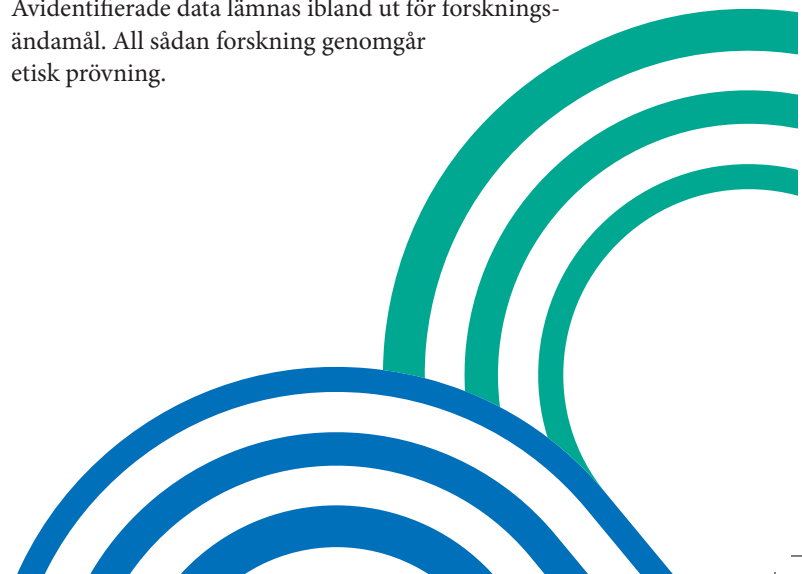 Avidentifierade data lämnas ibland ut för forsknings-
ändamål. All sådan forskning genomgår
etisk prövning.